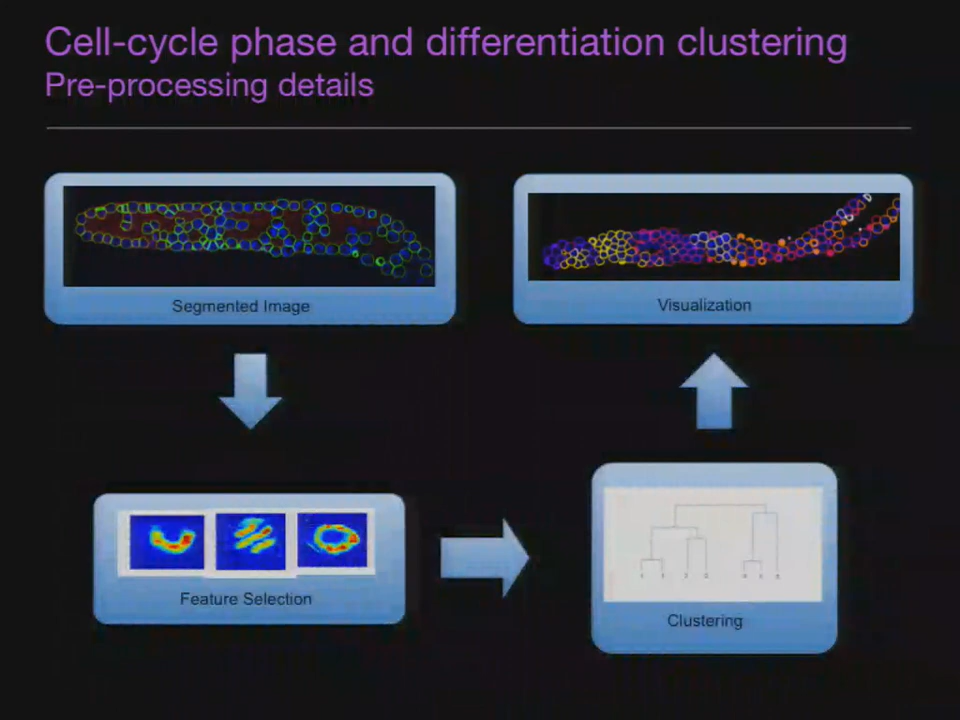 Cell-cycle phase and differentiation clustering
Pre-processing details
Segmented Image
Visualization
Feature Selection
Clustering